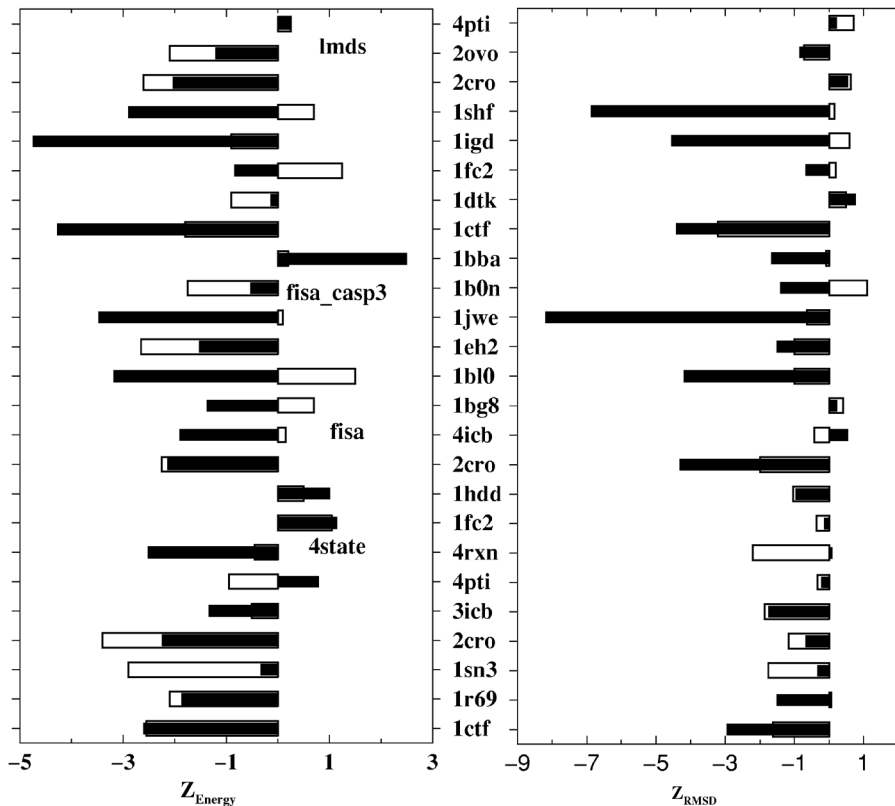 4pti
lmds
2ovo
2cro
1shf
1igd
1fc2
1dtk
1ctf
1bba
fisa_casp3
1b0n
1jwe
1eh2
1bl0
1bg8
fisa
4icb
2cro
1hdd
1fc2
4state
4rxn
4pti
3icb
2cro
1sn3
1r69
1ctf
−5 −3 −1 1 3
−9 −7 −5 −3 −1 1
Z_Energy
Z_RMSD